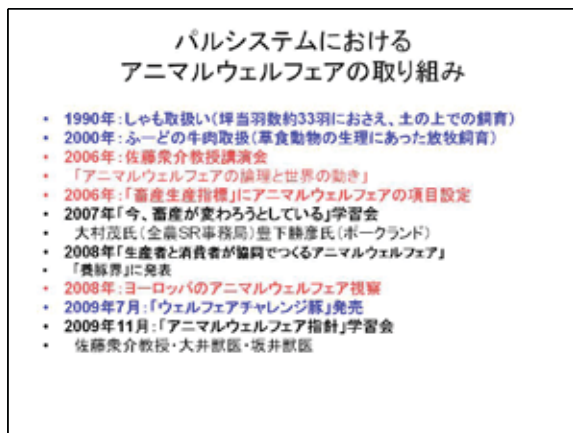 パルシステムにおける
アニマルウェルフェアの取り組み
• 1990年：しゃも取扱い（坪当羽数約33羽におさえ、土の上での飼育）
• 2000年：ふーどの牛肉取扱（草食動物の生理にあった放牧飼育）
• 2006年：佐藤衆介教授講演会
• 「アニマルウェルフェアの論理と世界の動き」
• 2006年：「畜産生産指標」にアニマルウェルフェアの項目設定
• 2007年「今、畜産が変わろうとしている」学習会
• 大村茂氏（全農SR事務局）豊下勝彦氏（ポークランド）
• 2008年「生産者と消費者が協同でつくるアニマルウェルフェア」
• 「養豚界」に発表
• 2008年：ヨーロッパのアニマルウェルフェア視察
• 2009年7月：「ウェルフェアチャレンジ豚」発売
• 2009年11月：「アニマルウェルフェア指針」学習会
• 佐藤衆介教授・大井獣医・坂井獣医